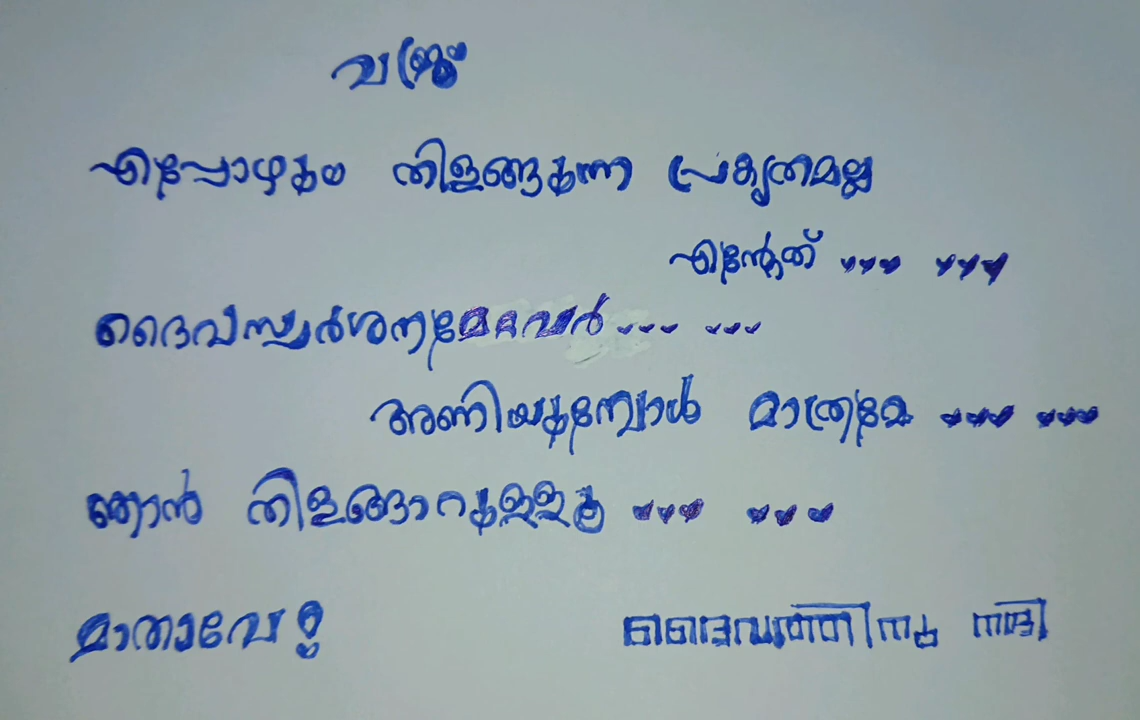 വജ്രം
എപ്പോഴും തിളങ്ങുന്ന പ്രകൃതമല്ല
എന്റേത് ... ...
ദൈവസ്പർശനമേറ്റവർ... ...
അണിയുമ്പോൾ മാത്രമേ ... ...
ഞാൻ തിളങ്ങാറുള്ളൂ ... ...
മാതാവേ! ദൈവത്തിനു നന്ദി